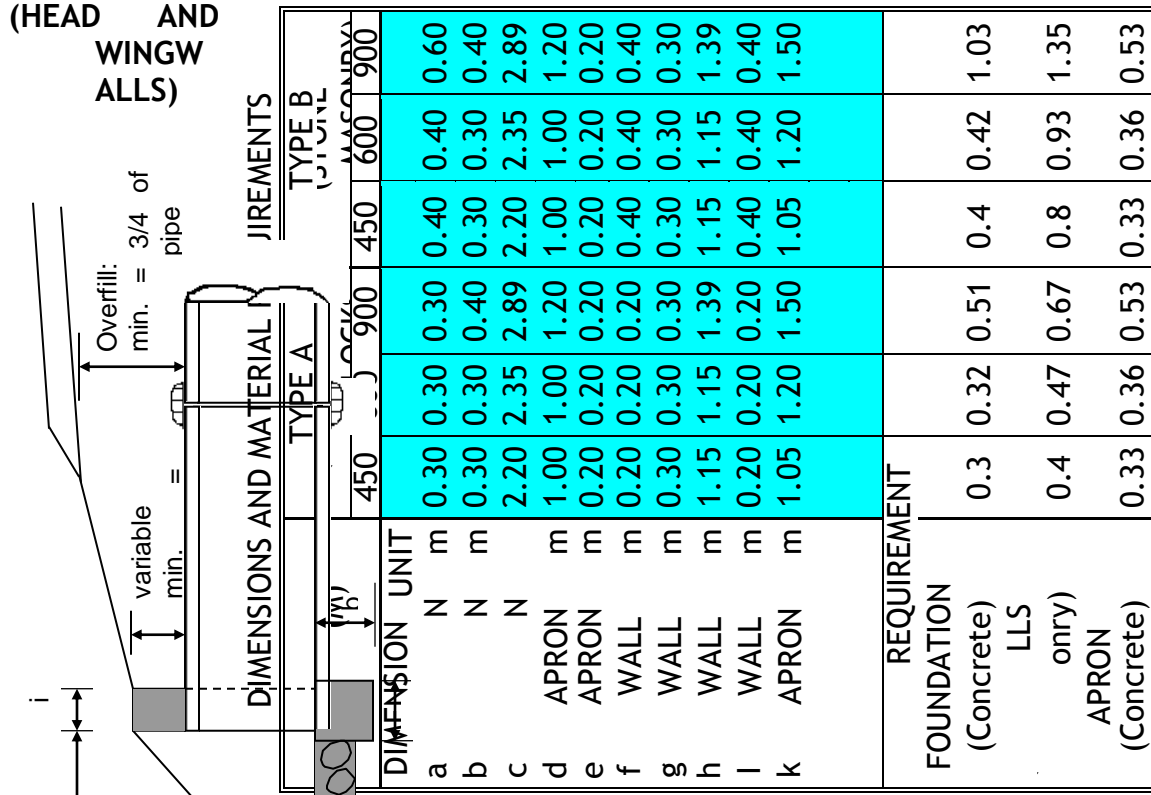 (HEAD AND
WINGW
ALLS)
i
variable
min. =
Overfill:
min. = 3/4 of
pipe
b
DIMENSIONS AND MATERIAL
JIREMENTS
TYPE A
TYPE B
DIMENSION UNIT 450 900 450 600 900
a N m 0.30 0.30 0.30 0.40 0.40 0.60
b N m 0.30 0.30 0.40 0.30 0.30 0.40
c N 2.20 2.35 2.89 2.20 2.35 2.89
d APRON m 1.00 1.00 1.20 1.00 1.00 1.20
e APRON m 0.20 0.20 0.20 0.20 0.20 0.20
f WALL m 0.20 0.20 0.20 0.40 0.40 0.40
g WALL m 0.30 0.30 0.30 0.30 0.30 0.30
h WALL m 1.15 1.15 1.39 1.15 1.15 1.39
I WALL m 0.20 0.20 0.20 0.40 0.40 0.40
k APRON m 1.05 1.20 1.50 1.05 1.20 1.50
REQUIREMENT
FOUNDATION
(Concrete) 0.3 0.32 0.51 0.4 0.42 1.03
LLS
onry) 0.4 0.47 0.67 0.8 0.93 1.35
APRON
(Concrete) 0.33 0.36 0.53 0.33 0.36 0.53